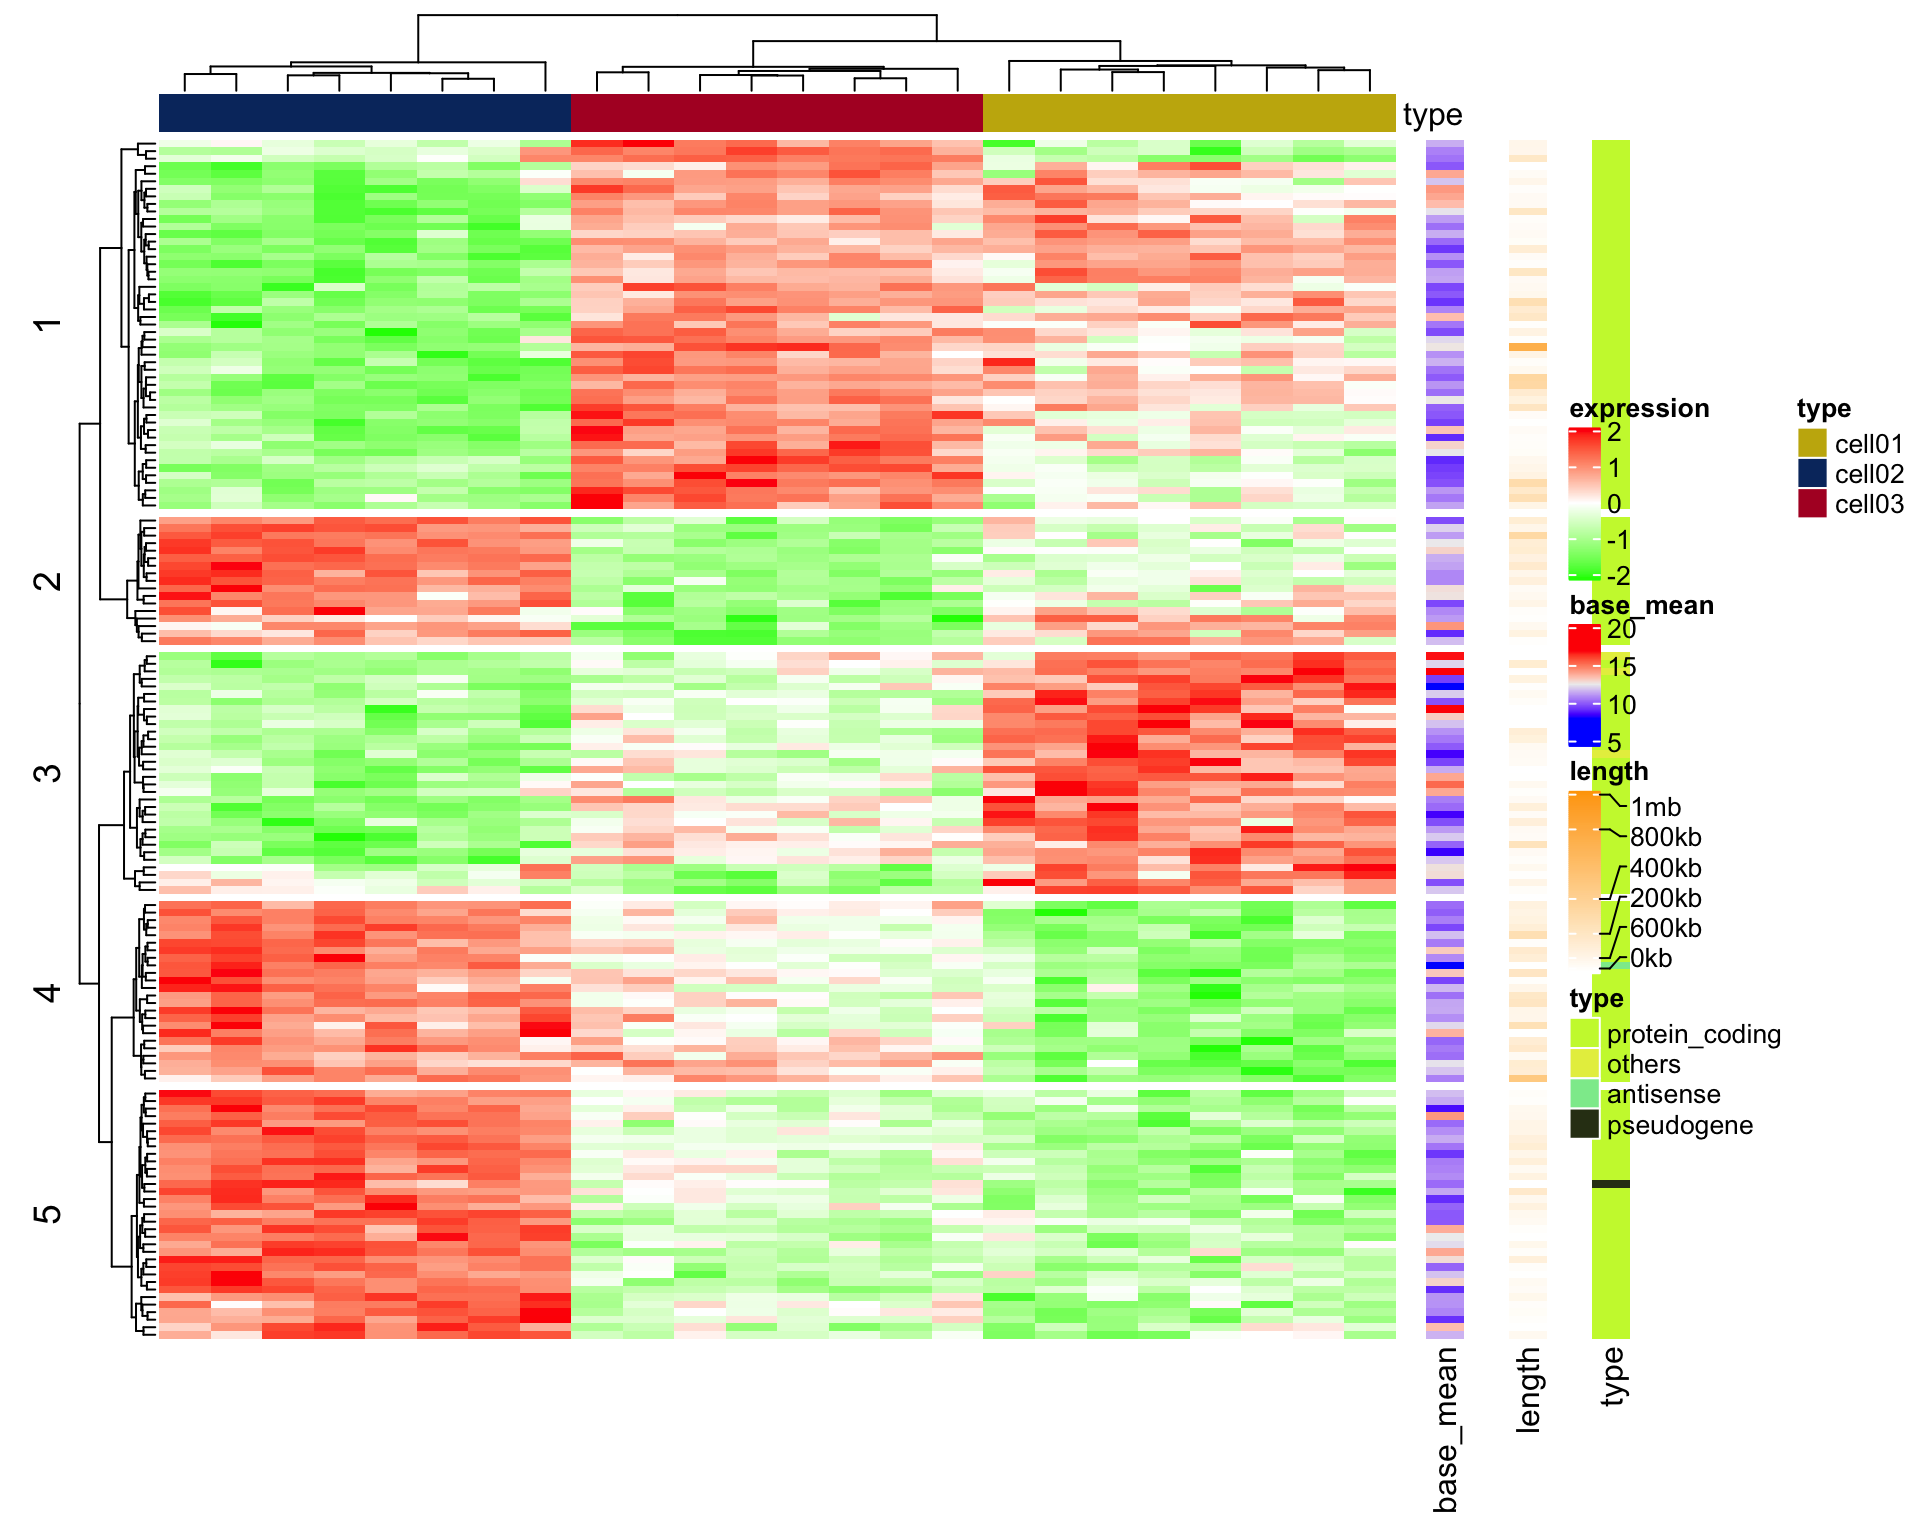 type
1
2
3
4
5
expression
2
1
0
-1
-2
base_mean
20
15
10
5
length
1mb
800kb
400kb
200kb
600kb
0kb
type
protein_coding
others
antisense
pseudogene
type
cell01
cell02
cell03
base_mean
length
type